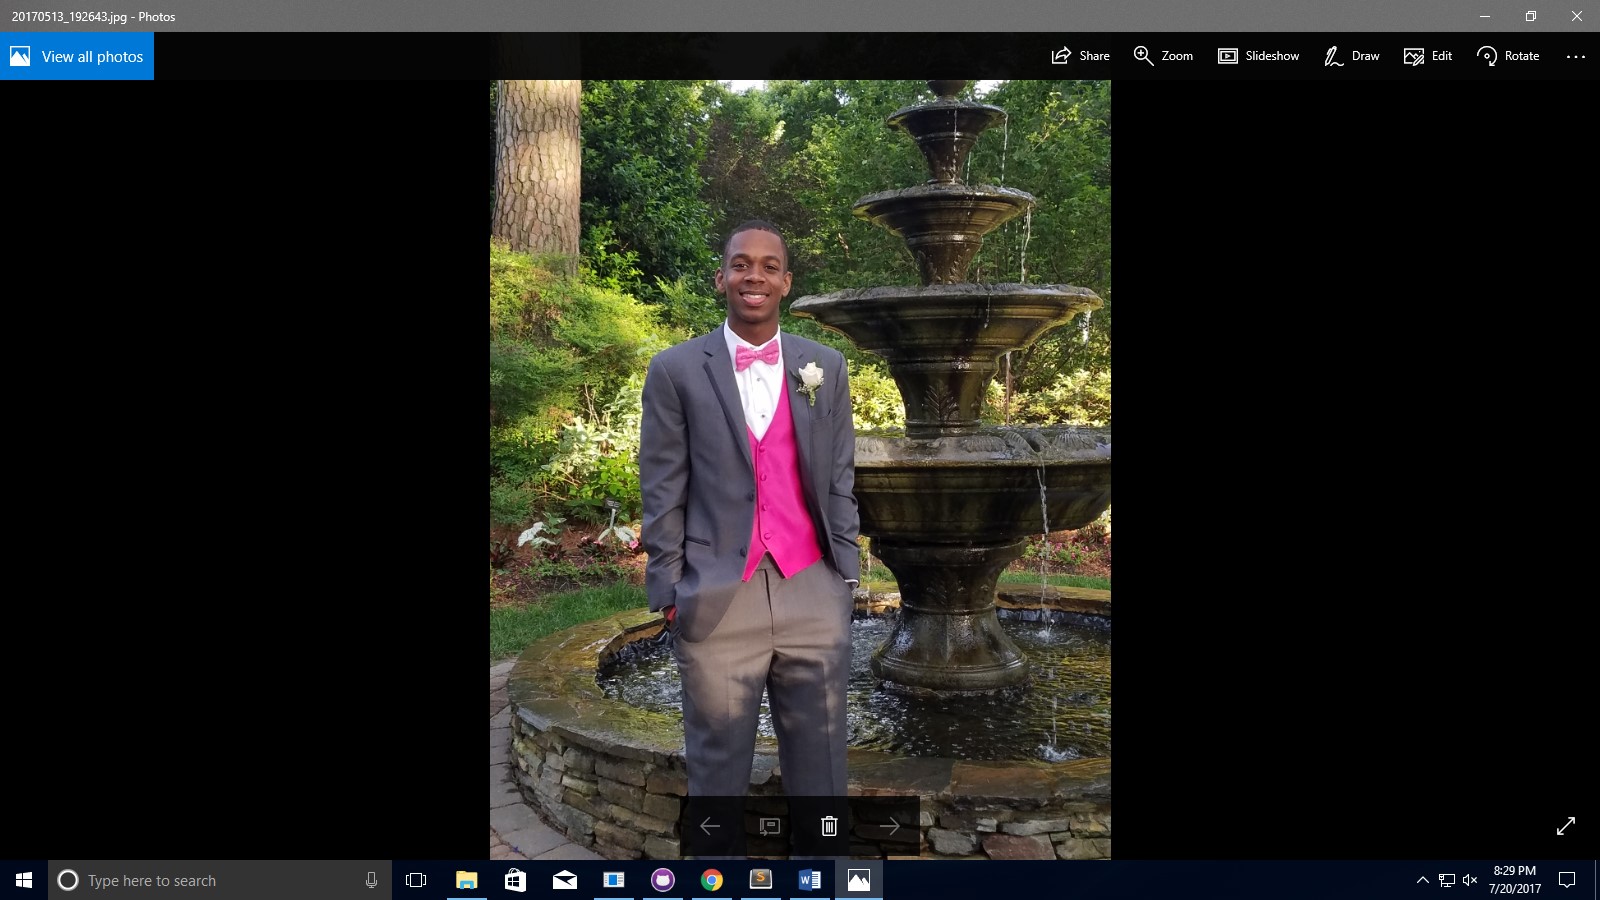 20170513_192643.jpg - Photos
View all photos
Share
Zoom
Slideshow
Draw
Edit
Rotate
Type here to search
8:29 PM
7/20/2017